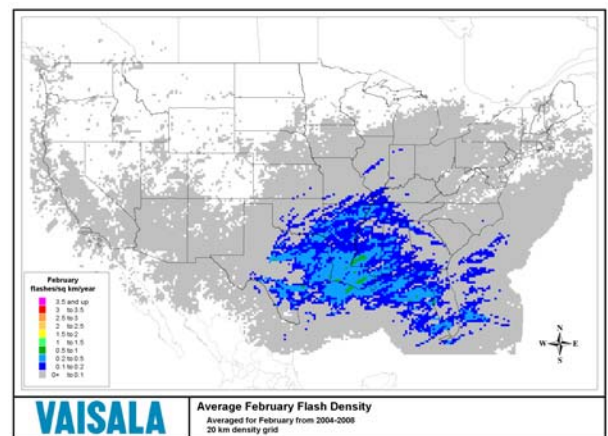 February
flashes/sq km/year
3.5 and up
3 to 3.5
2.5 to 3
2 to 2.5
1.5 to 2
1 to 1.5
0.5 to 1
0.2 to 0.5
0.1 to 0.2
0+ to 0.1
N
W E
S
VAISALA
Average February Flash Density
Averaged for February from 2004-2008
20 km density grid